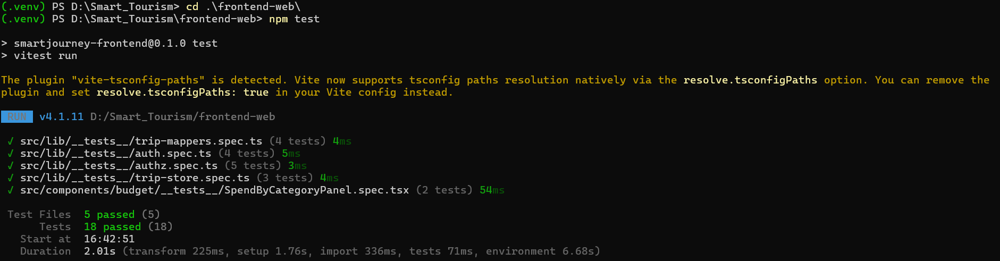 (.venv) PS D:\Smart_Tourism> cd .\frontend-web\
(.venv) PS D:\Smart_Tourism\frontend-web> npm test
> smartjourney-frontend@0.1.0 test
> vitest run
The plugin "vite-tsconfig-paths" is detected. Vite now supports tsconfig paths resolution natively via the resolve.tsconfigPaths option. You can remove the
plugin and set resolve.tsconfigPaths: true in your Vite config instead.
RUN v4.1.11 D:/Smart_Tourism/frontend-web
✓ src/lib/__tests__/trip-mappers.spec.ts (4 tests) 4ms
✓ src/lib/__tests__/auth.spec.ts (4 tests) 5ms
✓ src/lib/__tests__/authz.spec.ts (5 tests) 3ms
✓ src/lib/__tests__/trip-store.spec.ts (3 tests) 4ms
✓ src/components/budget/__tests__/SpendByCategoryPanel.spec.tsx (2 tests) 54ms
Test Files 5 passed (5)
Tests 18 passed (18)
Start at 16:42:51
Duration 2.01s (transform 225ms, setup 1.76s, import 336ms, tests 71ms, environment 6.68s)